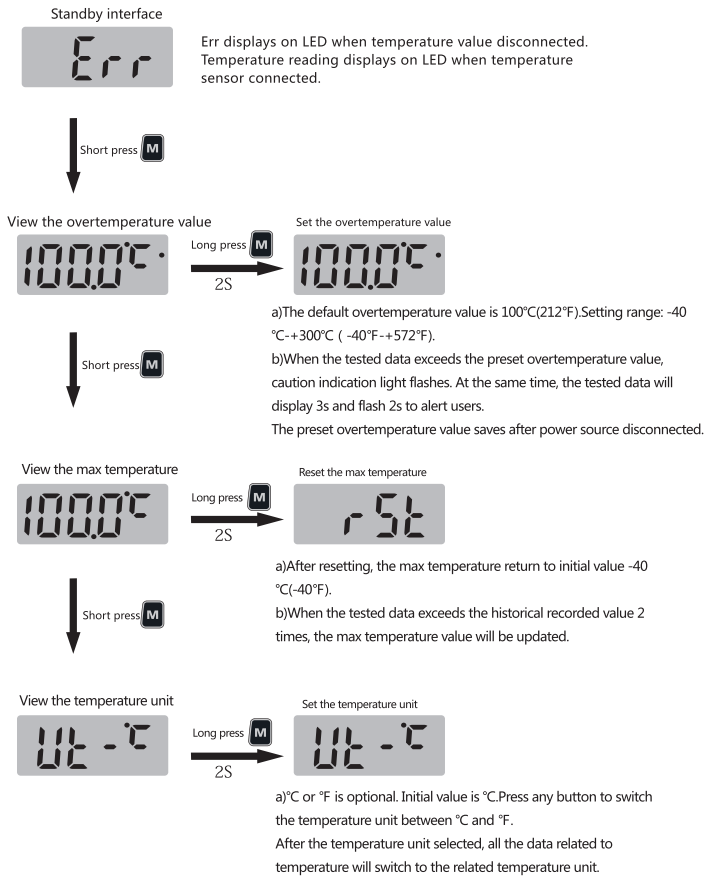 Standby interface
Err
Err displays on LED when temperature value disconnected.
Temperature reading displays on LED when temperature
sensor connected.
Short press M
View the overtemperature value
100.0℃
Long press M
2S
Set the overtemperature value
100.0℃
a)The default overtemperature value is 100℃(212℉).Setting range: -40
℃-+300℃ ( -40℉-+572℉).
b)When the tested data exceeds the preset overtemperature value,
caution indication light flashes. At the same time, the tested data will
display 3s and flash 2s to alert users.
The preset overtemperature value saves after power source disconnected.
Short press M
View the max temperature
100.0℃
Long press M
2S
Reset the max temperature
rSt
a)After resetting, the max temperature return to initial value -40
℃(-40℉).
b)When the tested data exceeds the historical recorded value 2
times, the max temperature value will be updated.
Short press M
View the temperature unit
Ut-℃
Long press M
2S
Set the temperature unit
Ut-℃
a)℃ or ℉ is optional. Initial value is ℃.Press any button to switch
the temperature unit between ℃ and ℉.
After the temperature unit selected, all the data related to
temperature will switch to the related temperature unit.